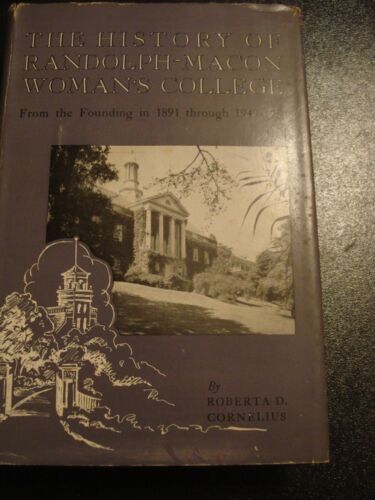 THE HISTORY OF
RANDOLPH-MACON
WOMAN'S COLLEGE
From the Founding in 1891 through
By
ROBERTA D.
CORNELIUS